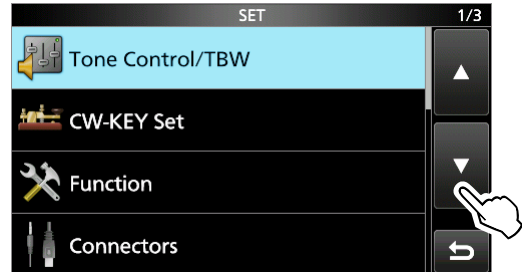 SET
1/3
Tone Control/TBW
CW-KEY Set
Function
Connectors